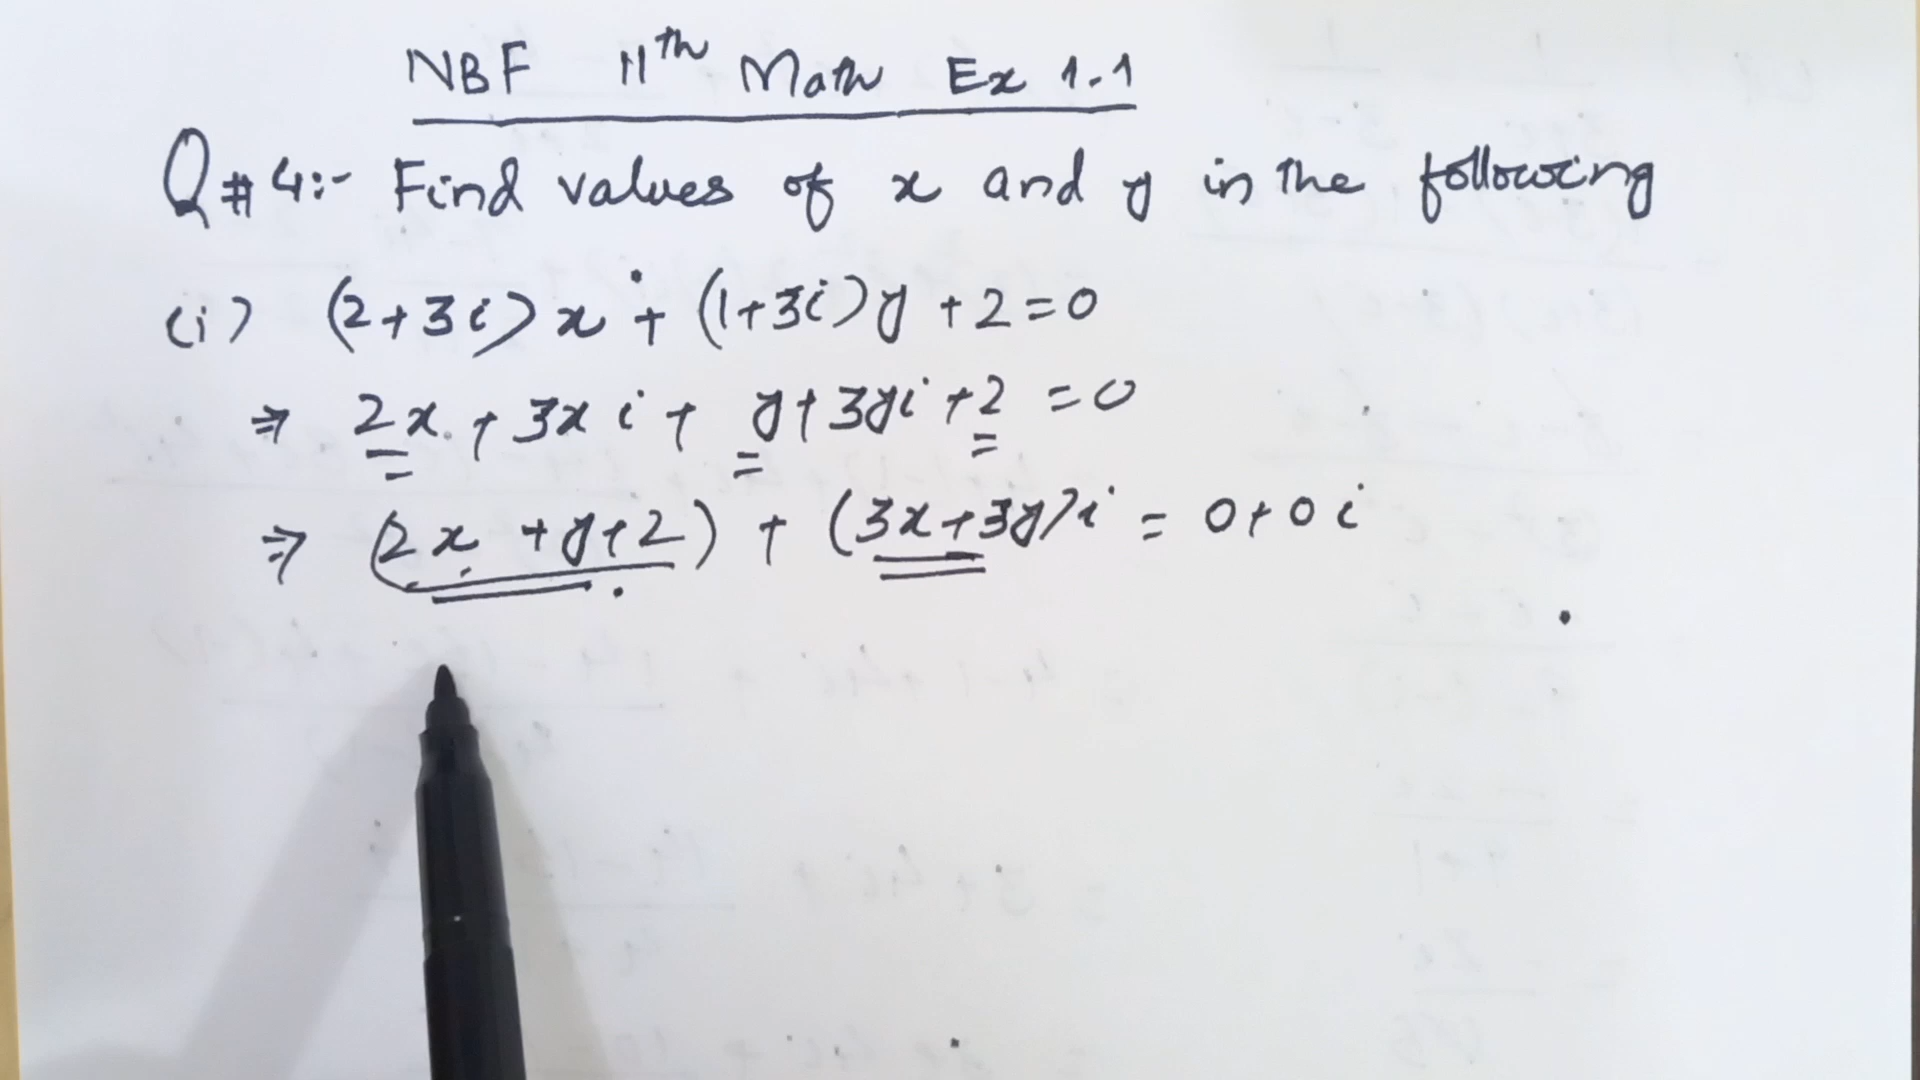 NBF 11th Math Ex 1.1
Q#4:- Find values of x and y in the following
(i) (2+3i)x + (1+3i)y +2=0
⇒ 2x + 3xi + y+3yi+2 =0
⇒ (2x +y+2) + (3x+3y)i = 0+0i